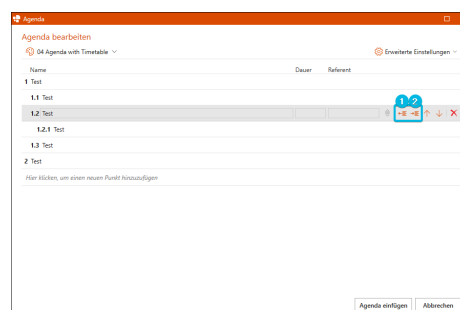 Agenda
Agenda bearbeiten
04 Agenda with Timetable
Erweiterte Einstellungen
Name Dauer Referent
1 Test
1.1 Test
1 2
1.2 Test
1.2.1 Test
1.3 Test
2 Test
Hier klicken, um einen neuen Punkt hinzuzufügen
Agenda einfügen Abbrechen